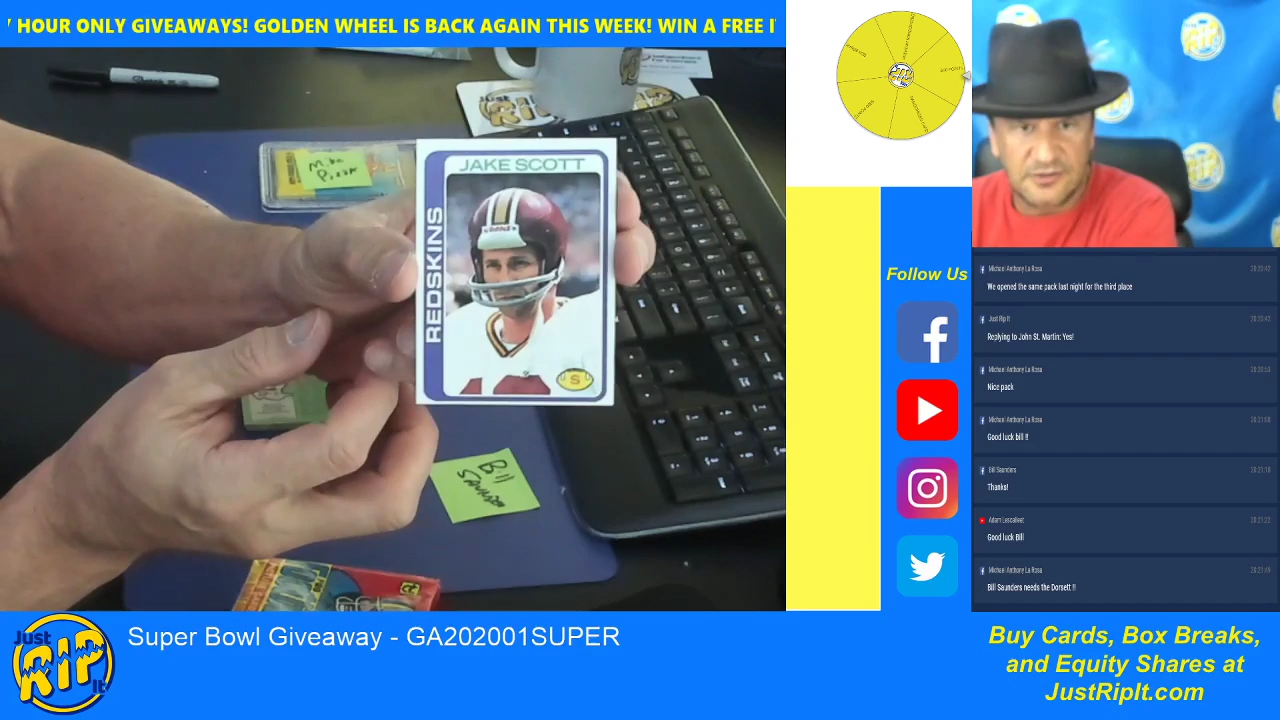 HOUR ONLY GIVEAWAYS! GOLDEN WHEEL IS BACK AGAIN THIS WEEK! WIN A FREE
Mike
JAKE SCOTT
REDSKINS
S
Bill
Just
RIP
It
Super Bowl Giveaway - GA202001SUPER
Follow Us
Michael Anthony La Rosa
We opened the same pack last night for the third place
Just Rip It
Replying to John St. Martin: Yes!
Michael Anthony La Rosa
Nice pack
Michael Anthony La Rosa
Good luck bill !!
Bill Saunders
Thanks!
Good luck Bill
Michael Anthony La Rosa
Bill Saunders needs the Dorsett !!
Buy Cards, Box Breaks,
and Equity Shares at
JustRipIt.com